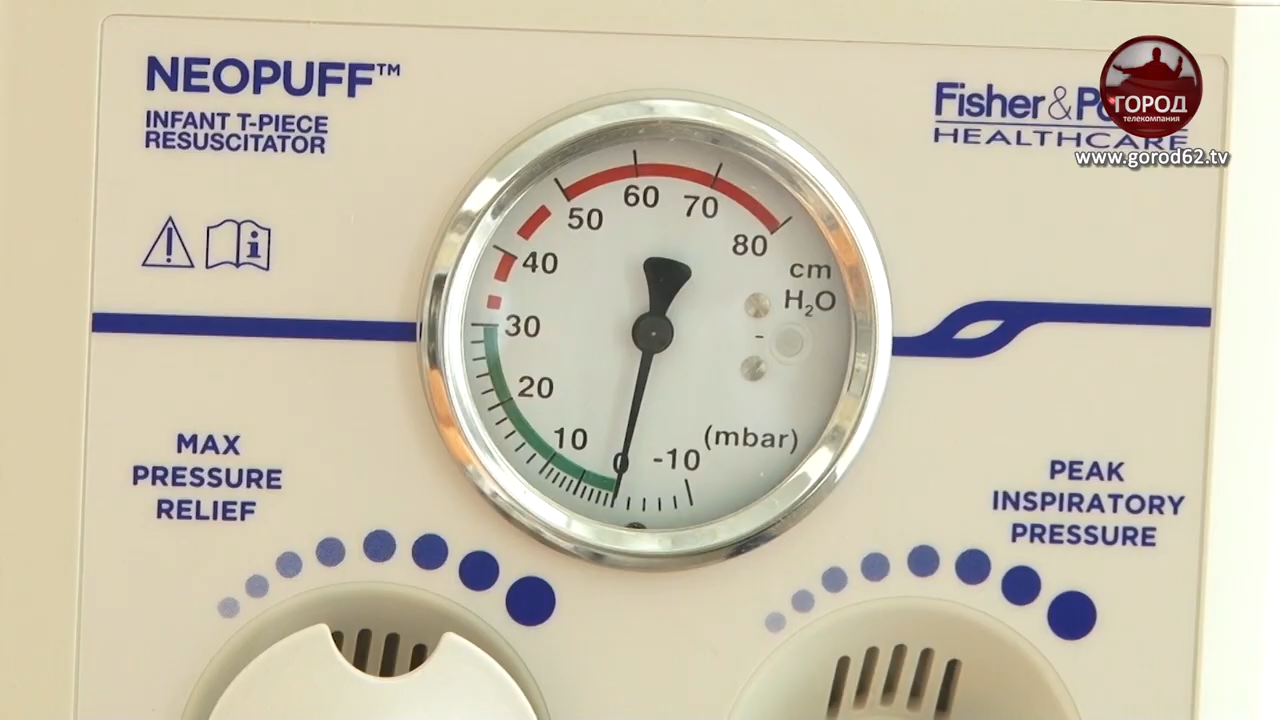 NEOPUFF™
INFANT T-PIECE
RESUSCITATOR
Fisher&
HEALTHCARE
ГОРОД
телекомпания
www.gorod62.tv
60
50
70
80
40
cm
H₂O
30
-
20
10
0
-10
(mbar)
MAX
PRESSURE
RELIEF
PEAK
INSPIRATORY
PRESSURE